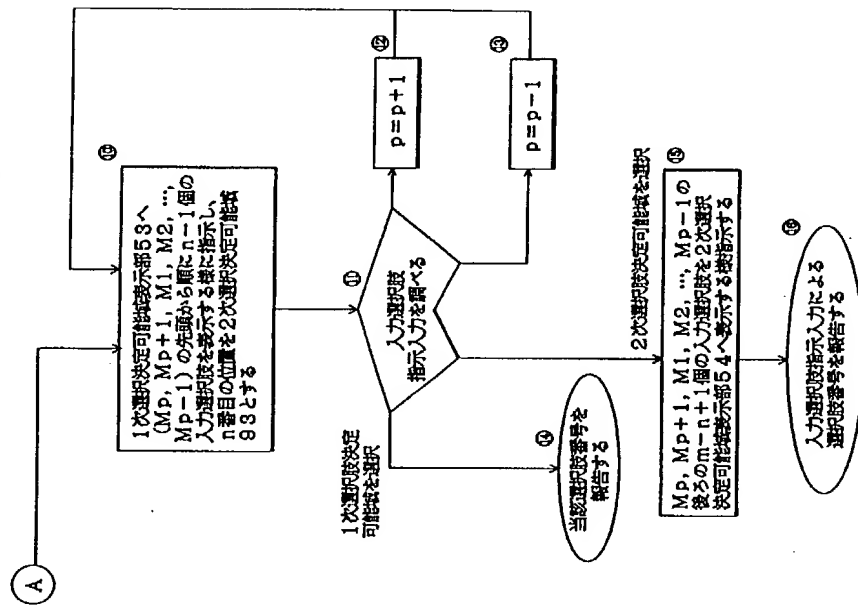 A
⑩
1次選択決定可能域表示部53へ
(Mp, Mp+1, M1, M2, …,
Mp-1) の先頭から順にn-1個の
入力選択肢を表示する様に指示し、
n番目の位置を2次選択決定可能域
93とする
⑪
入力選択肢
指示入力を調べる
⑫
p=p+1
⑬
p=p-1
1次選択肢決定
可能域を選択
⑭
当該選択肢番号を
報告する
2次選択肢決定可能域を選択
⑮
Mp, Mp+1, M1, M2, …, Mp-1の
後ろのm-n+1個の入力選択肢を2次選択
決定可能域表示部54へ表示する様指示する
⑯
入力選択肢指示入力による
選択肢番号を報告する